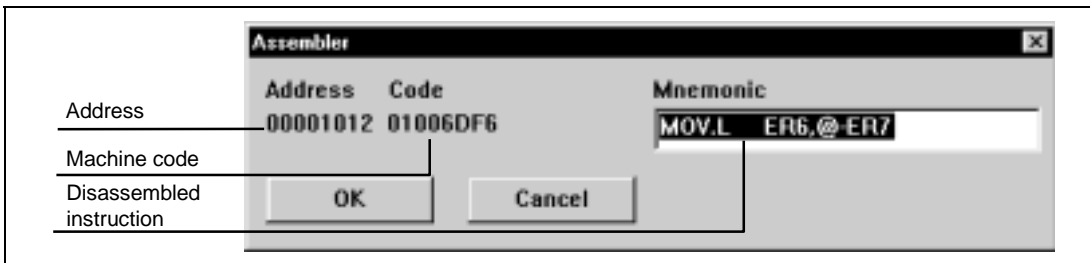 Assembler
Address Code Mnemonic
00001012 01006DF6 MOV.L ER6,@-ER7
OK Cancel
Address
Machine code
Disassembled
instruction